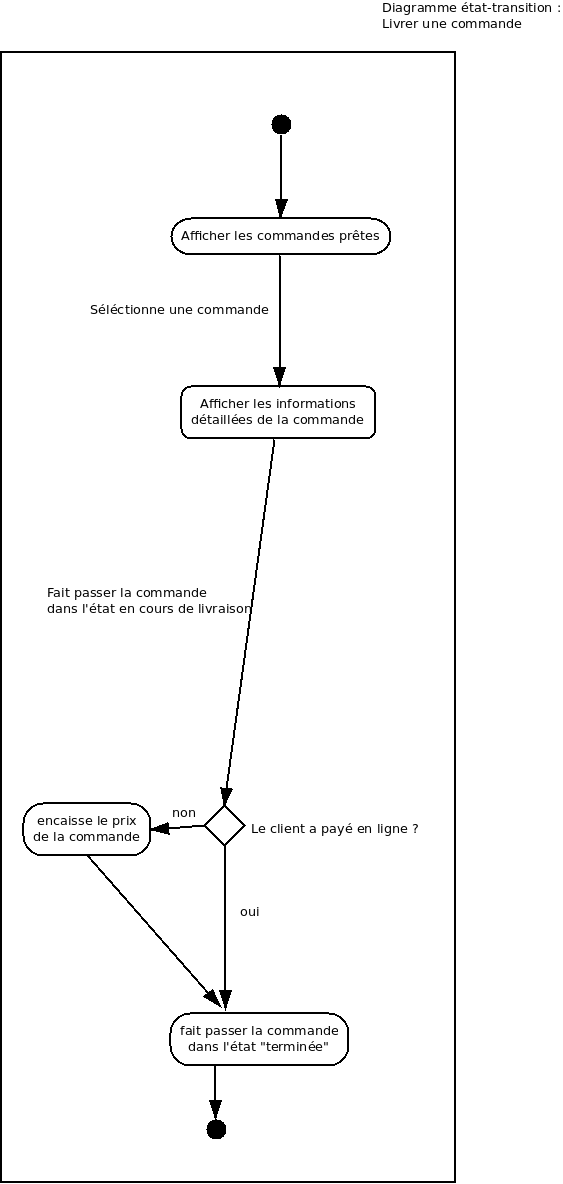 Diagramme état-transition :
Livrer une commande
Afficher les commandes prêtes
Séléctionne une commande
Afficher les informations
détaillées de la commande
Fait passer la commande
dans l'état en cours de livraison
non
encaisse le prix
de la commande
Le client a payé en ligne ?
oui
fait passer la commande
dans l'état "terminée"